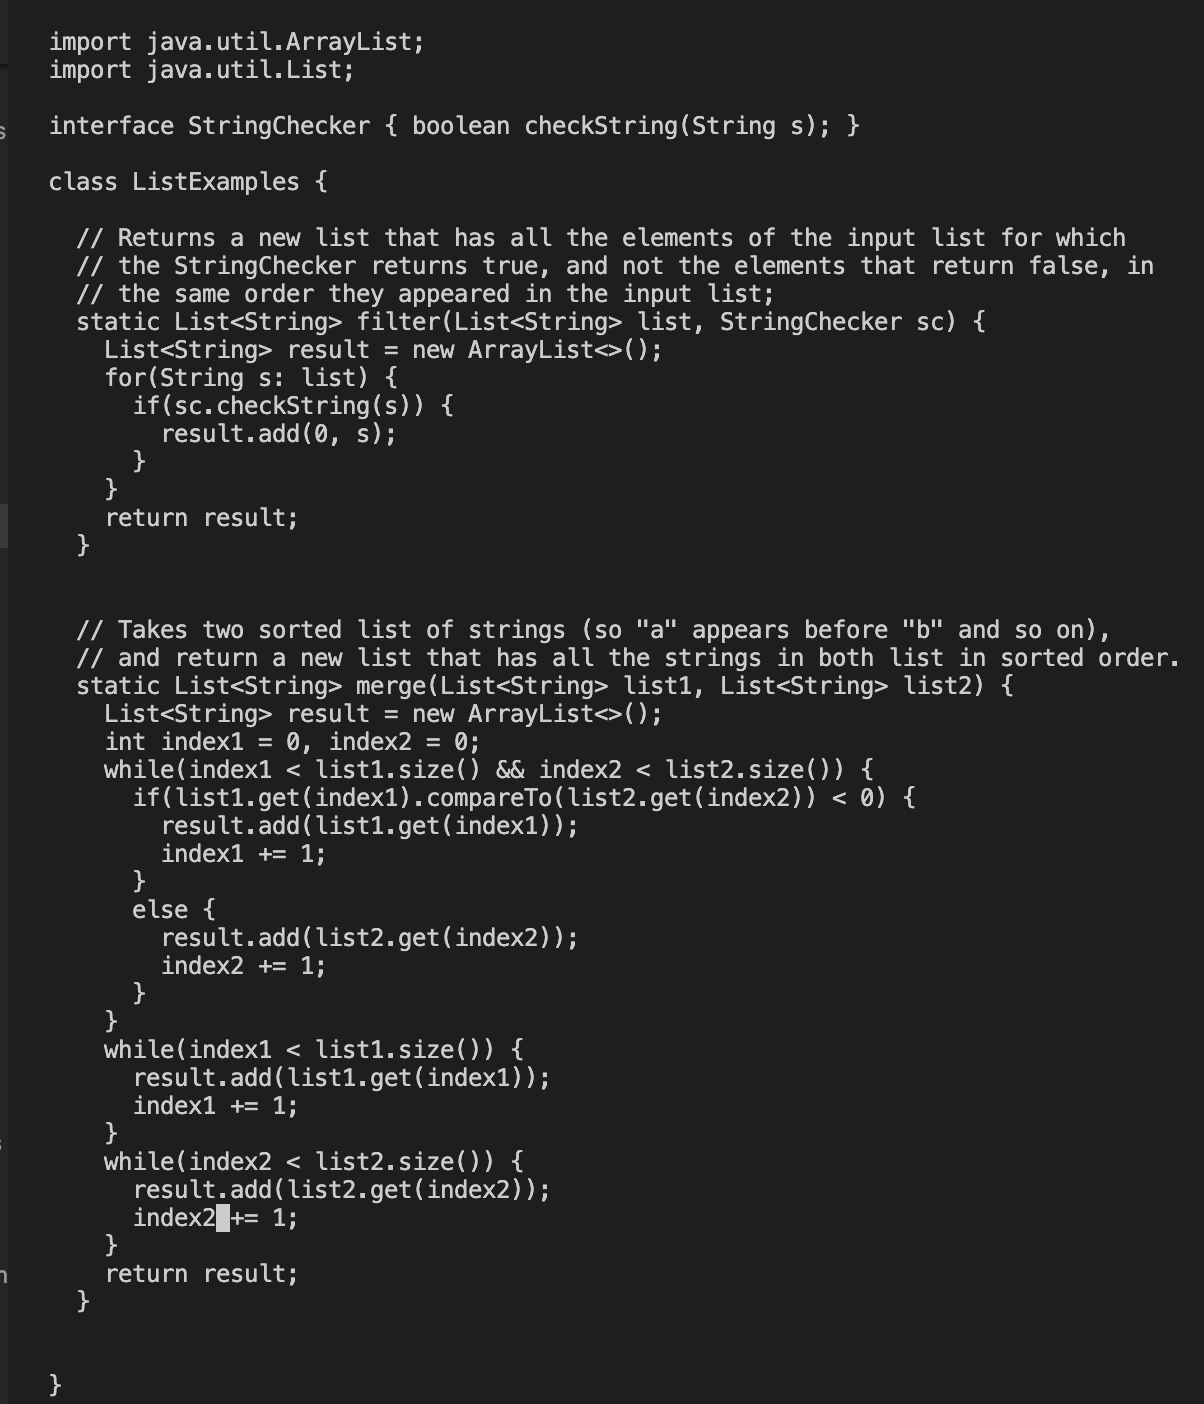 import java.util.ArrayList;
import java.util.List;

interface StringChecker { boolean checkString(String s); }

class ListExamples {

  // Returns a new list that has all the elements of the input list for which
  // the StringChecker returns true, and not the elements that return false, in
  // the same order they appeared in the input list;
  static List<String> filter(List<String> list, StringChecker sc) {
    List<String> result = new ArrayList<>();
    for(String s: list) {
      if(sc.checkString(s)) {
        result.add(0, s);
      }
    }
    return result;
  }


  // Takes two sorted list of strings (so "a" appears before "b" and so on),
  // and return a new list that has all the strings in both list in sorted order.
  static List<String> merge(List<String> list1, List<String> list2) {
    List<String> result = new ArrayList<>();
    int index1 = 0, index2 = 0;
    while(index1 < list1.size() && index2 < list2.size()) {
      if(list1.get(index1).compareTo(list2.get(index2)) < 0) {
        result.add(list1.get(index1));
        index1 += 1;
      }
      else {
        result.add(list2.get(index2));
        index2 += 1;
      }
    }
    while(index1 < list1.size()) {
      result.add(list1.get(index1));
      index1 += 1;
    }
    while(index2 < list2.size()) {
      result.add(list2.get(index2));
      index2 += 1;
    }
    return result;
  }


}